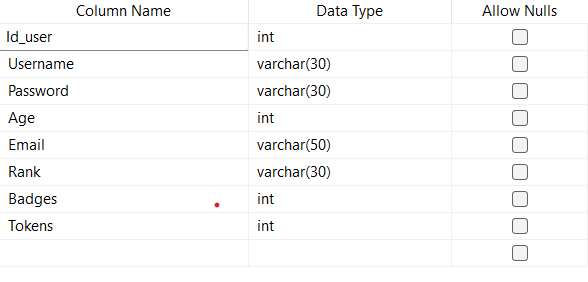 Column Name Data Type Allow Nulls
Id_user int
Username varchar(30)
Password varchar(30)
Age int
Email varchar(50)
Rank varchar(30)
Badges int
Tokens int